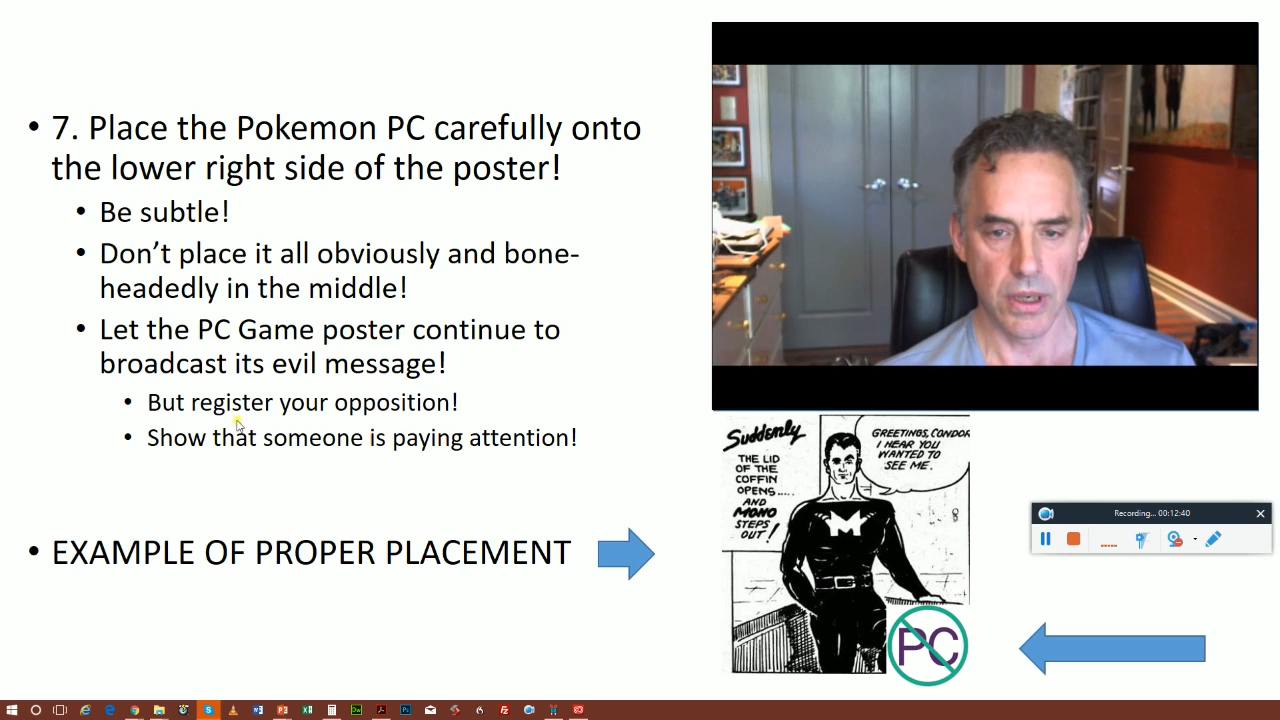 • 7. Place the Pokemon PC carefully onto
the lower right side of the poster!
• Be subtle!
• Don’t place it all obviously and bone-
headedly in the middle!
• Let the PC Game poster continue to
broadcast its evil message!
• But register your opposition!
• Show that someone is paying attention!
• EXAMPLE OF PROPER PLACEMENT
Suddenly
THE LID
OF THE
COFFIN
OPENS.....
AND
MONO
STEPS
OUT!
GREETINGS, CONDOR
I HEAR YOU
WANTED TO
SEE ME.
M
PC
Recording... 00:12:40